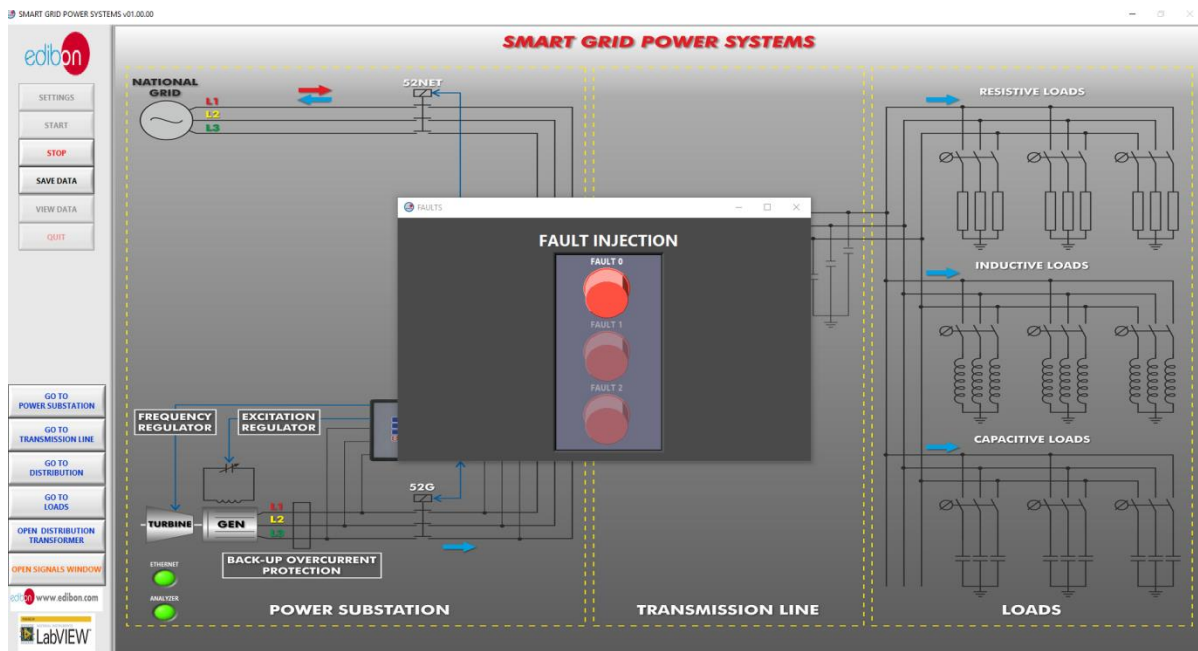 SMART GRID POWER SYSTEMS v01.00.00
edibon
SETTINGS
START
STOP
SAVE DATA
VIEW DATA
QUIT
GO TO
POWER SUBSTATION
GO TO
TRANSMISSION LINE
GO TO
DISTRIBUTION
GO TO
LOADS
OPEN DISTRIBUTION
TRANSFORMER
OPEN SIGNALS WINDOW
edibon www.edibon.com
LabVIEW
SMART GRID POWER SYSTEMS
NATIONAL
GRID
L1
L2
L3
52NET
FAULTS
FAULT INJECTION
FAULT 0
FAULT 1
FAULT 2
FREQUENCY
REGULATOR
EXCITATION
REGULATOR
52G
TURBINE
GEN
L1
L2
L3
BACK-UP OVERCURRENT
PROTECTION
ETHERNET
ANALYZER
POWER SUBSTATION
TRANSMISSION LINE
RESISTIVE LOADS
INDUCTIVE LOADS
CAPACITIVE LOADS
LOADS